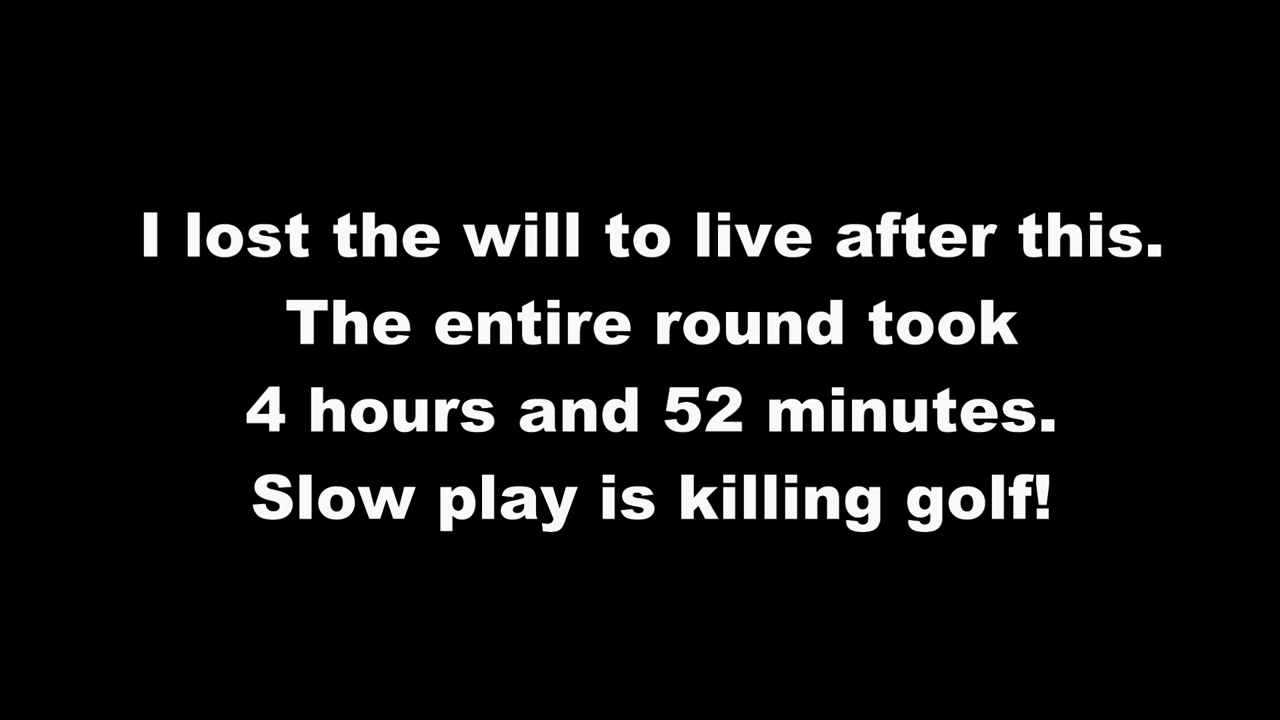 I lost the will to live after this.
The entire round took
4 hours and 52 minutes.
Slow play is killing golf!